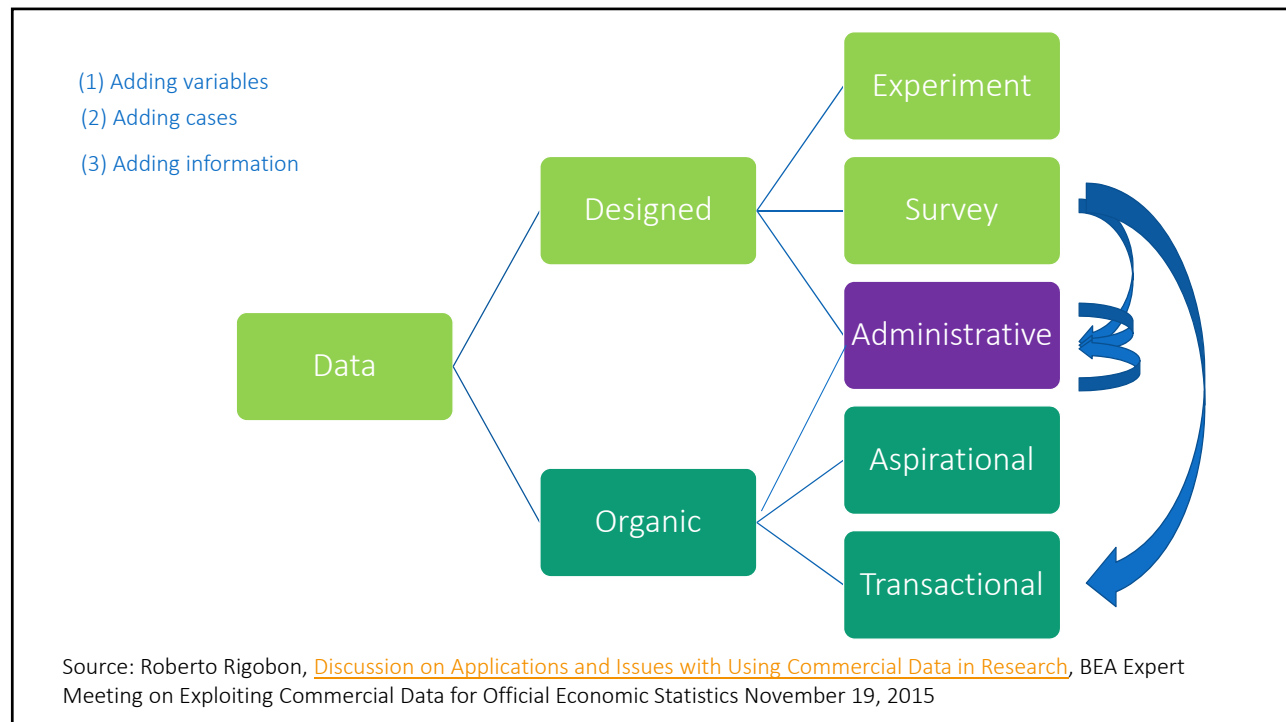 (1) Adding variables
(2) Adding cases
(3) Adding information
Data
Designed
Organic
Experiment
Survey
Administrative
Aspirational
Transactional
Source: Roberto Rigobon, Discussion on Applications and Issues with Using Commercial Data in Research, BEA Expert
Meeting on Exploiting Commercial Data for Official Economic Statistics November 19, 2015